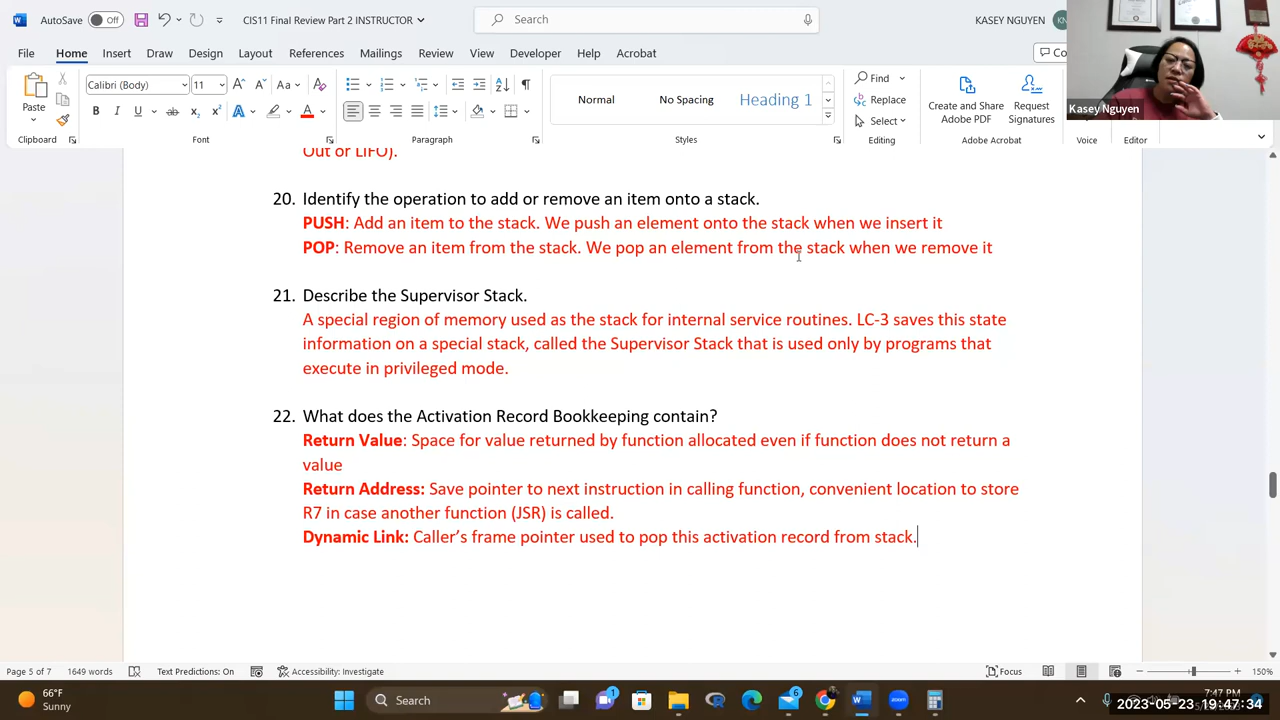 AutoSave Off CIS11 Final Review Part 2 INSTRUCTOR Search KASEY NGUYEN
File Home Insert Draw Design Layout References Mailings Review View Developer Help Acrobat
Calibri (Body) 11 Aa
Paste
Normal No Spacing Heading 1
Find
Replace
Select
Create and Share Adobe PDF
Request Signatures
Clipboard Font Paragraph Styles Editing Adobe Acrobat Voice Editor
Kasey Nguyen
Out or LIFO).
20. Identify the operation to add or remove an item onto a stack.
PUSH: Add an item to the stack. We push an element onto the stack when we insert it
POP: Remove an item from the stack. We pop an element from the stack when we remove it
21. Describe the Supervisor Stack.
A special region of memory used as the stack for internal service routines. LC-3 saves this state
information on a special stack, called the Supervisor Stack that is used only by programs that
execute in privileged mode.
22. What does the Activation Record Bookkeeping contain?
Return Value: Space for value returned by function allocated even if function does not return a
value
Return Address: Save pointer to next instruction in calling function, convenient location to store
R7 in case another function (JSR) is called.
Dynamic Link: Caller's frame pointer used to pop this activation record from stack.
Page 5 of 7 1649 words Text Predictions: On Accessibility: Investigate Focus 150%
66°F
Sunny
Search
7:47 PM
2023-05-23 19:47:34